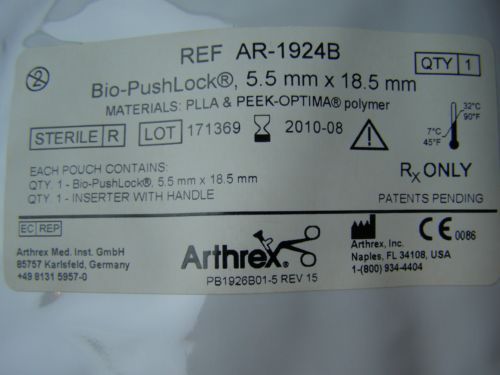 REF AR-1924B
QTY 1
2
Bio-PushLock®, 5.5 mm x 18.5 mm
MATERIALS: PLLA & PEEK-OPTIMA® polymer
STERILE R LOT 171369 2010-08
32°C
90°F
7°C
45°F
EACH POUCH CONTAINS:
QTY. 1 - Bio-PushLock®, 5.5 mm x 18.5 mm
QTY. 1 - INSERTER WITH HANDLE
RX ONLY
PATENTS PENDING
EC REP
Arthrex Med. Inst. GmbH
85757 Karlsfeld, Germany
+49 8131 5957-0
Arthrex®
PB1926B01-5 REV 15
CE 0086
Arthrex, Inc.
Naples, FL 34108, USA
1-(800) 934-4404